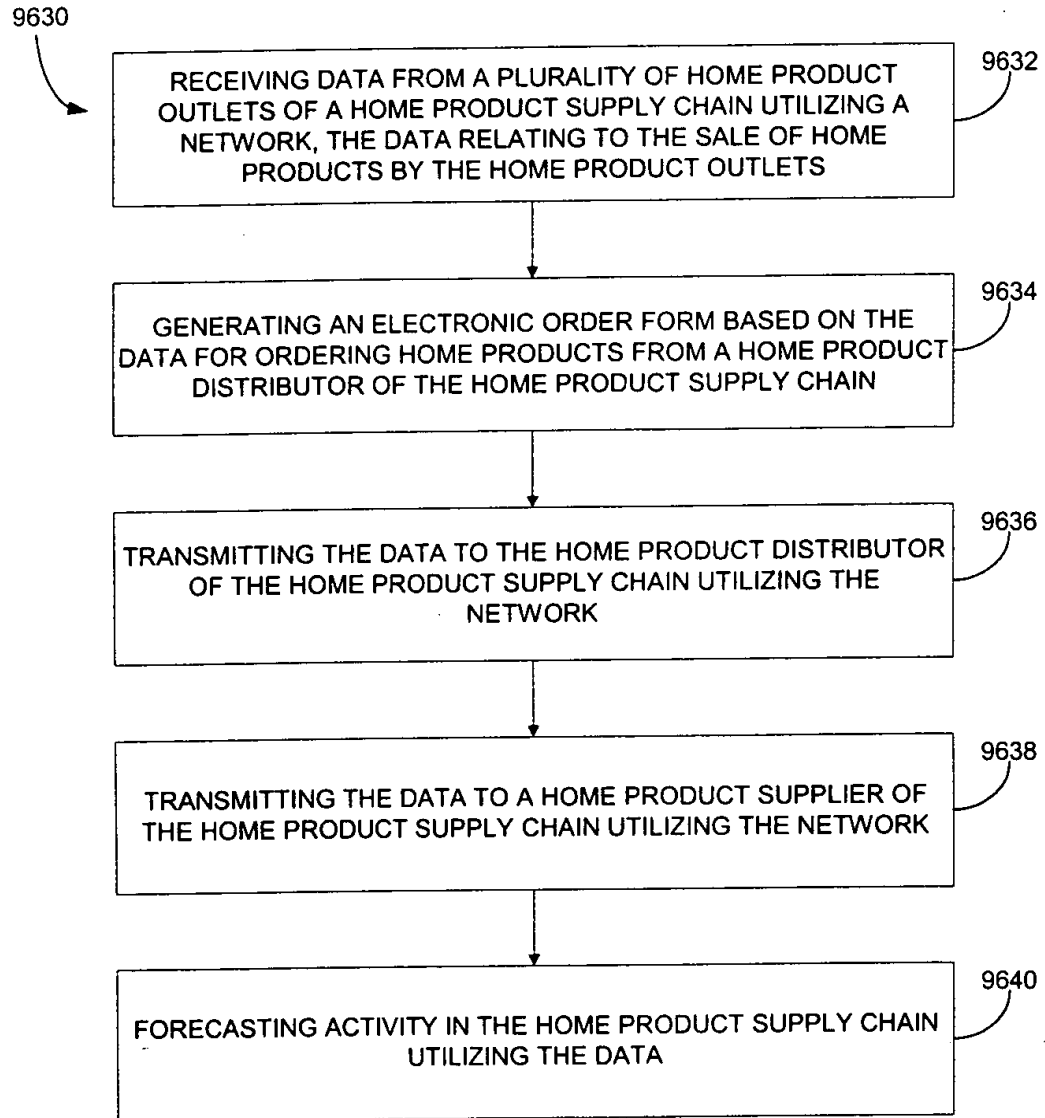 9630
RECEIVING DATA FROM A PLURALITY OF HOME PRODUCT
OUTLETS OF A HOME PRODUCT SUPPLY CHAIN UTILIZING A
NETWORK, THE DATA RELATING TO THE SALE OF HOME
PRODUCTS BY THE HOME PRODUCT OUTLETS
9632
GENERATING AN ELECTRONIC ORDER FORM BASED ON THE
DATA FOR ORDERING HOME PRODUCTS FROM A HOME PRODUCT
DISTRIBUTOR OF THE HOME PRODUCT SUPPLY CHAIN
9634
TRANSMITTING THE DATA TO THE HOME PRODUCT DISTRIBUTOR
OF THE HOME PRODUCT SUPPLY CHAIN UTILIZING THE
NETWORK
9636
TRANSMITTING THE DATA TO A HOME PRODUCT SUPPLIER OF
THE HOME PRODUCT SUPPLY CHAIN UTILIZING THE NETWORK
9638
FORECASTING ACTIVITY IN THE HOME PRODUCT SUPPLY CHAIN
UTILIZING THE DATA
9640